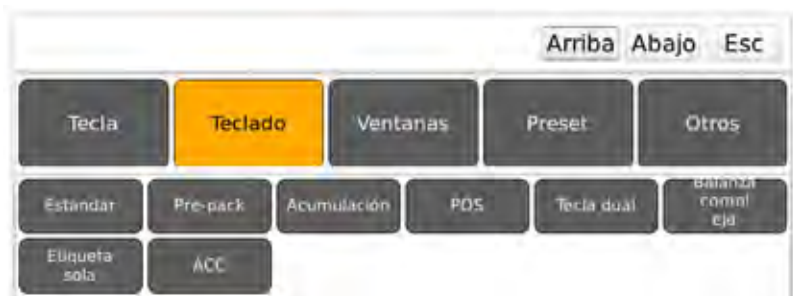 Arriba Abajo Esc
Tecla Teclado Ventanas Preset Otros
Estandar Pre-pack Acumulación POS Tecla dual Balanza
compl
eja
Etiqueta
sola
ACC